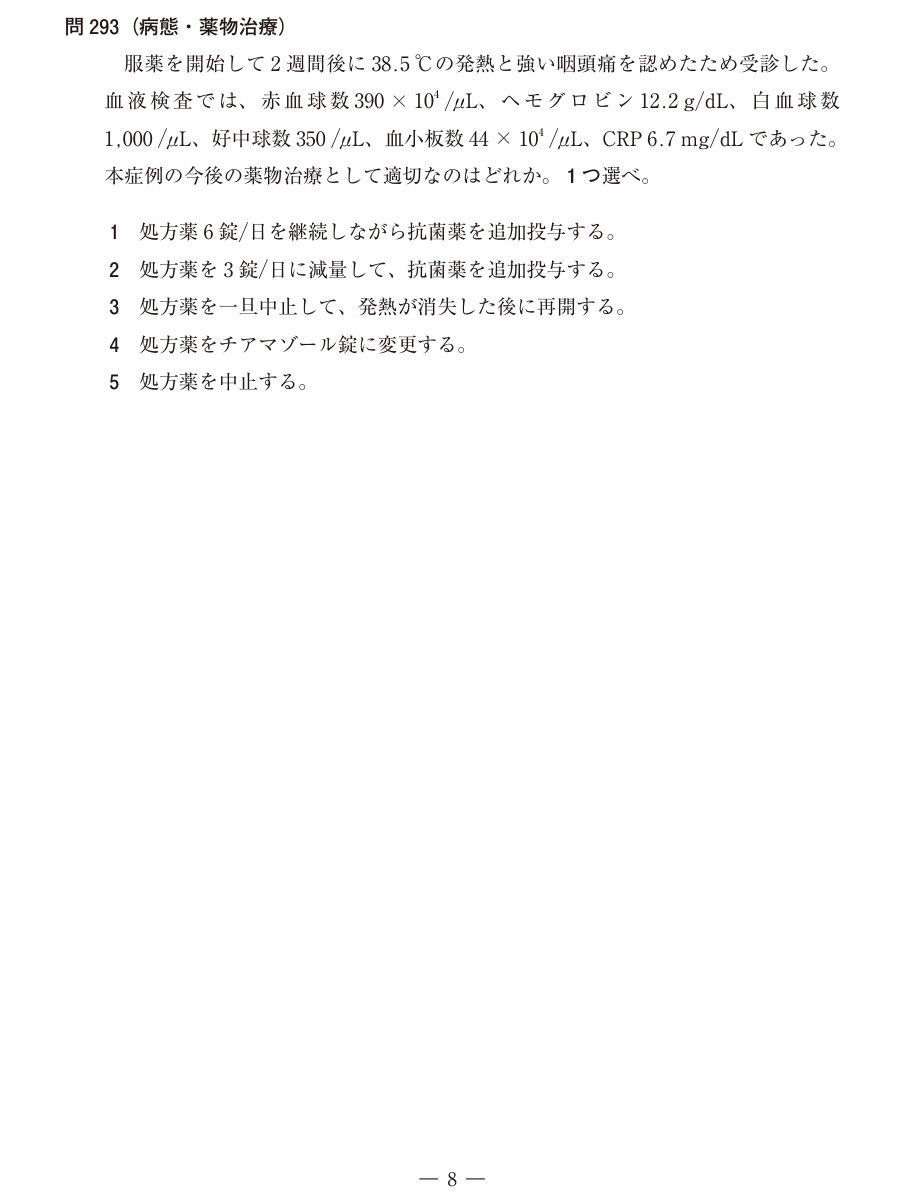 問 293（病態・薬物治療）
服薬を開始して 2 週間後に 38.5 ℃の発熱と強い咽頭痛を認めたため受診した。
血液検査では、赤血球数 390 × 10⁴ /μL、ヘモグロビン 12.2 g/dL、白血球数
1,000 /μL、好中球数 350 /μL、血小板数 44 × 10⁴ /μL、CRP 6.7 mg/dL であった。
本症例の今後の薬物治療として適切なのはどれか。1 つ選べ。
1 処方薬 6 錠/日を継続しながら抗菌薬を追加投与する。
2 処方薬を 3 錠/日に減量して、抗菌薬を追加投与する。
3 処方薬を一旦中止して、発熱が消失した後に再開する。
4 処方薬をチアマゾール錠に変更する。
5 処方薬を中止する。
— 8 —